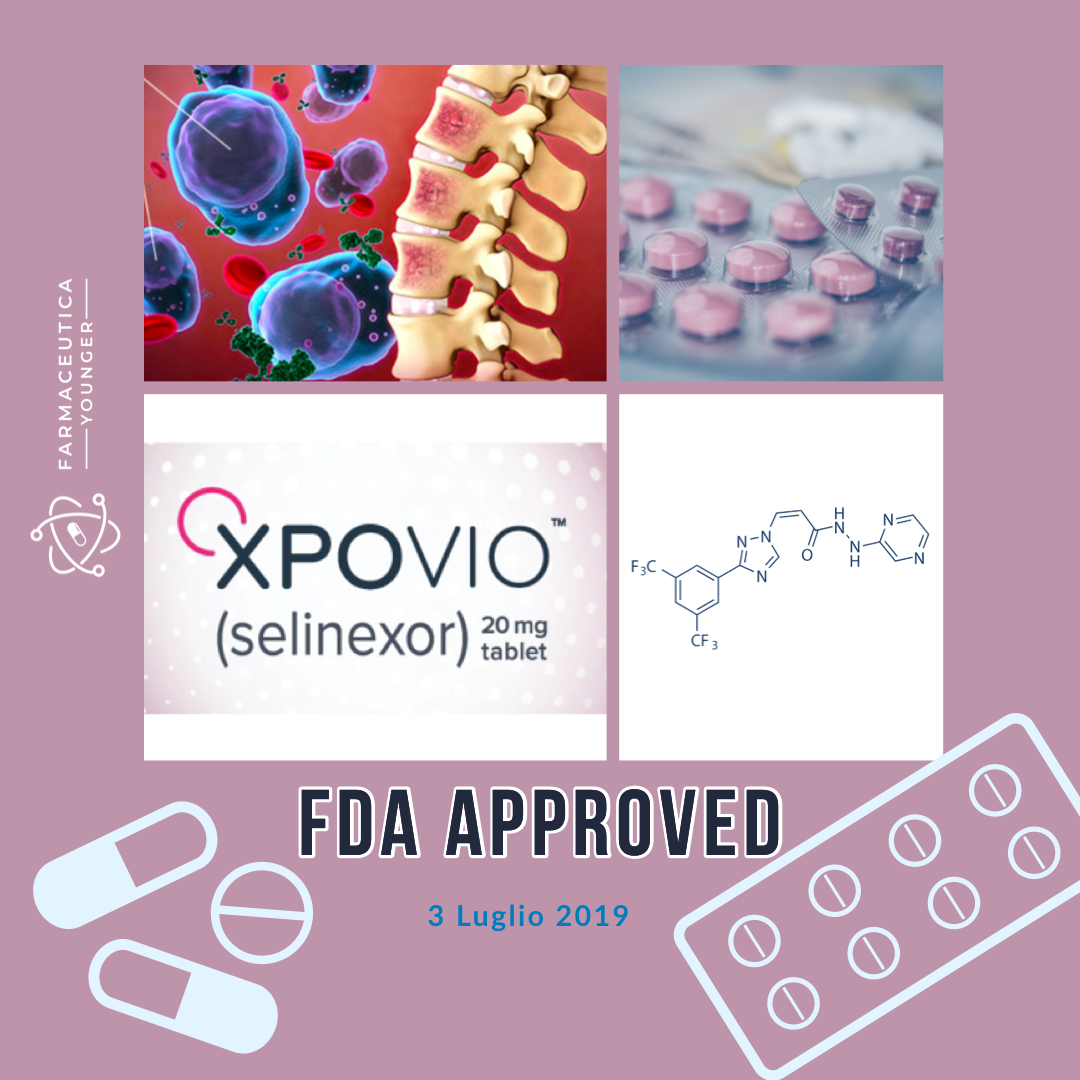 FARMACEUTICA
YOUNGER
XPOVIO™
(selinexor) 20 mg
tablet
F₃C
CF₃
N
N
N
O
H
N
N
H
N
N
FDA APPROVED
3 Luglio 2019